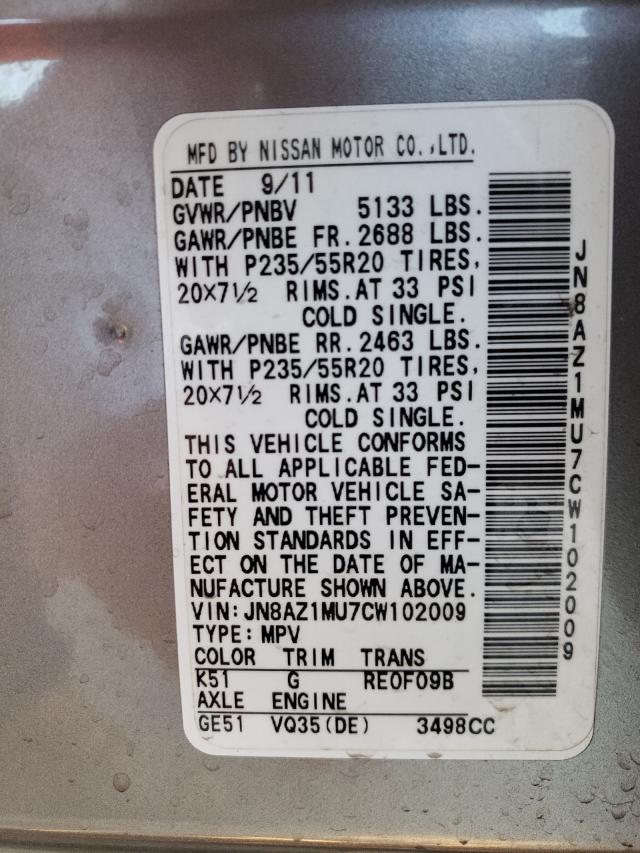 MFD BY NISSAN MOTOR CO.,LTD.
DATE 9/11
GVWR/PNBV 5133 LBS.
GAWR/PNBE FR. 2688 LBS.
WITH P235/55R20 TIRES,
20×7½ RIMS. AT 33 PSI
COLD SINGLE.
GAWR/PNBE RR. 2463 LBS.
WITH P235/55R20 TIRES,
20×7½ RIMS. AT 33 PSI
COLD SINGLE.
THIS VEHICLE CONFORMS
TO ALL APPLICABLE FED-
ERAL MOTOR VEHICLE SA-
FETY AND THEFT PREVEN-
TION STANDARDS IN EFF-
ECT ON THE DATE OF MA-
NUFACTURE SHOWN ABOVE.
VIN: JN8AZ1MU7CW102009
TYPE: MPV
COLOR TRIM TRANS
K51 G RE0F09B
AXLE ENGINE
GE51 VQ35(DE) 3498CC
JN8AZ1MU7CW102009